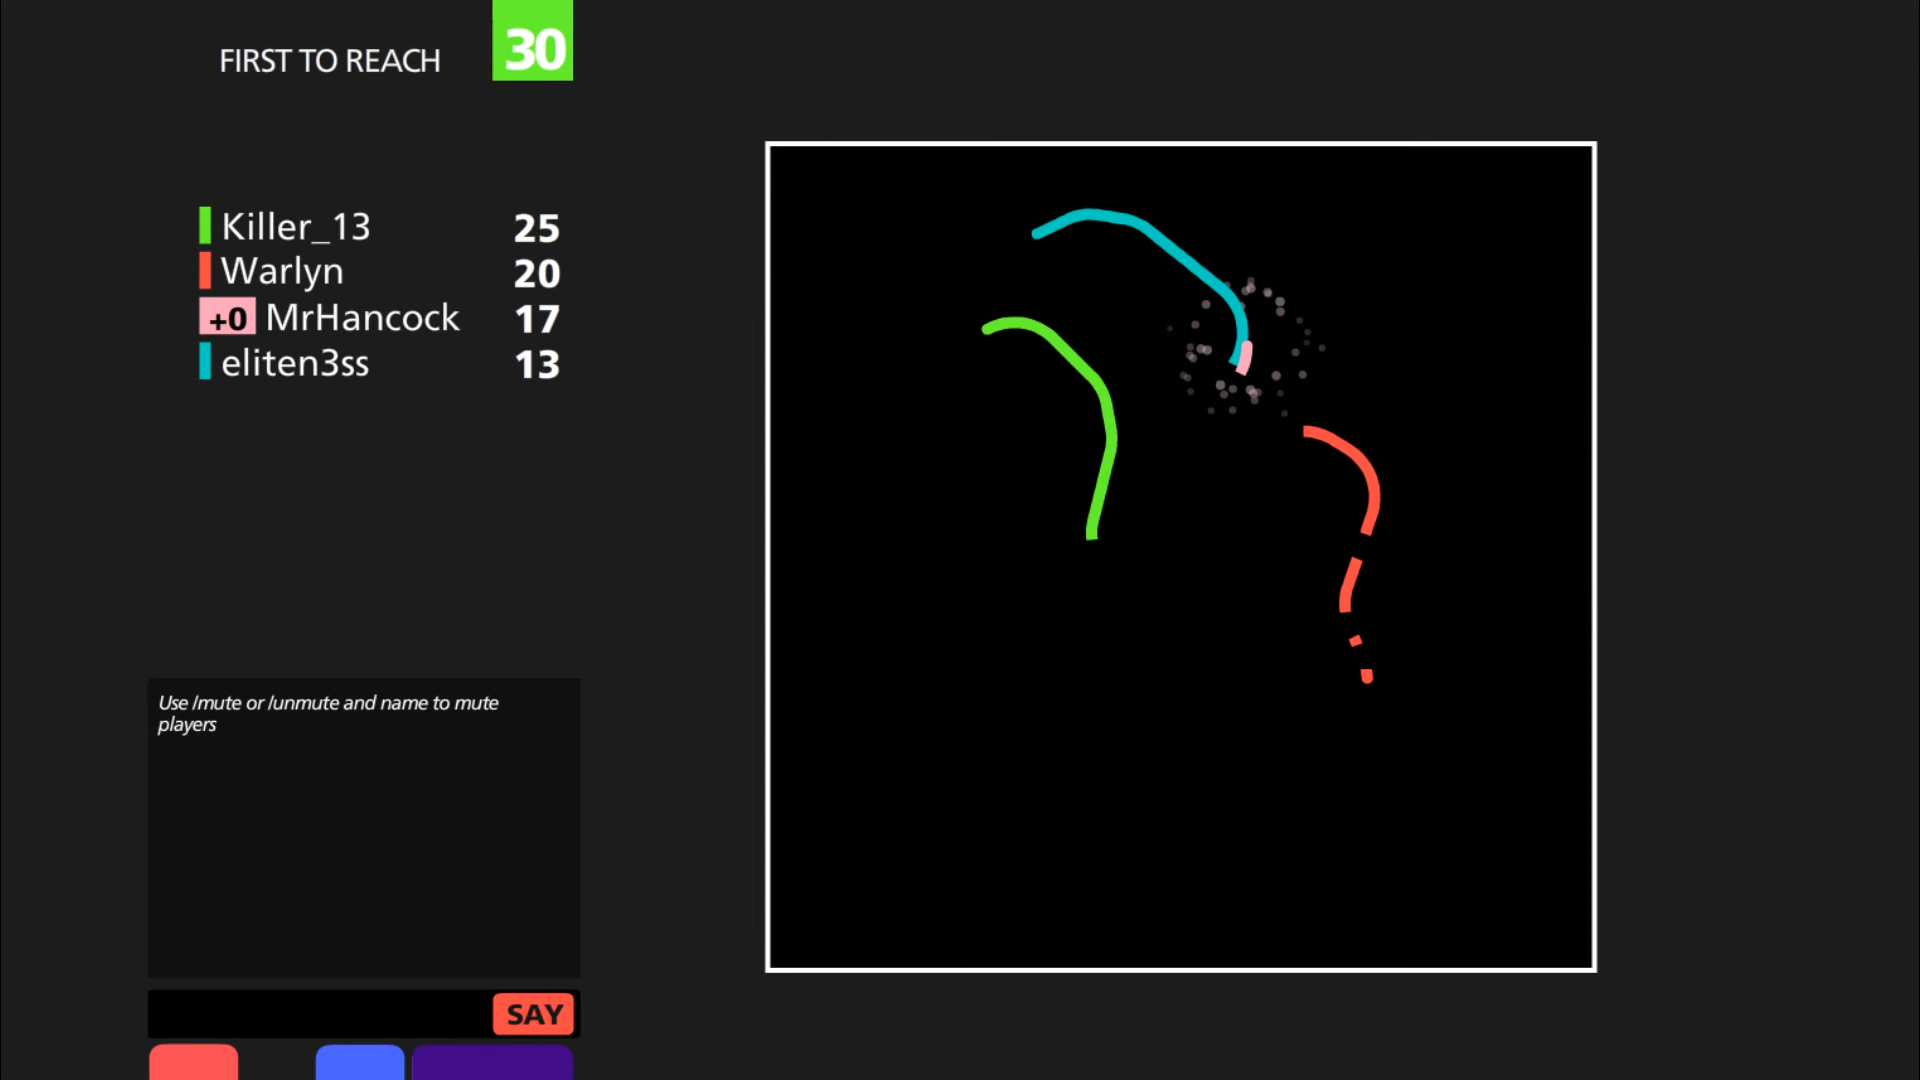 FIRST TO REACH 30
Killer_13 25
Warlyn 20
+0 MrHancock 17
eliten3ss 13
Use /mute or /unmute and name to mute
players
SAY